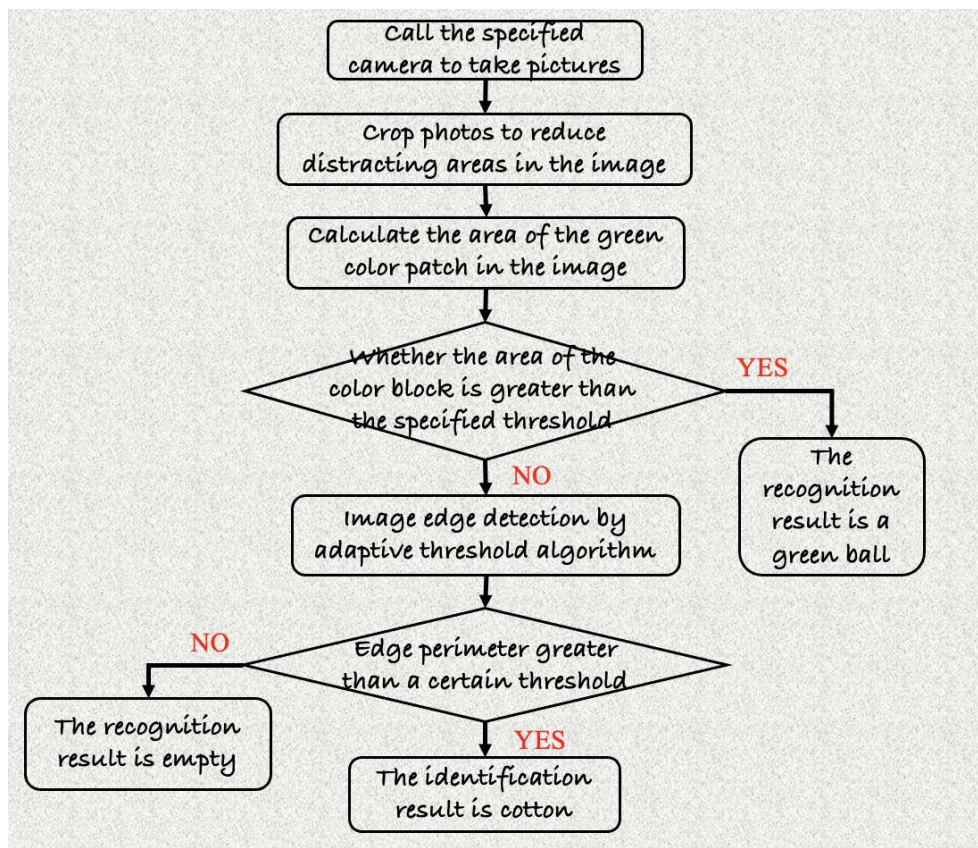 Call the specified
camera to take pictures
Crop photos to reduce
distracting areas in the image
Calculate the area of the green
color patch in the image
Whether the area of the
color block is greater than
the specified threshold
YES
The
recognition
result is a
green ball
NO
Image edge detection by
adaptive threshold algorithm
Edge perimeter greater
than a certain threshold
NO
The recognition
result is empty
YES
The identification
result is cotton